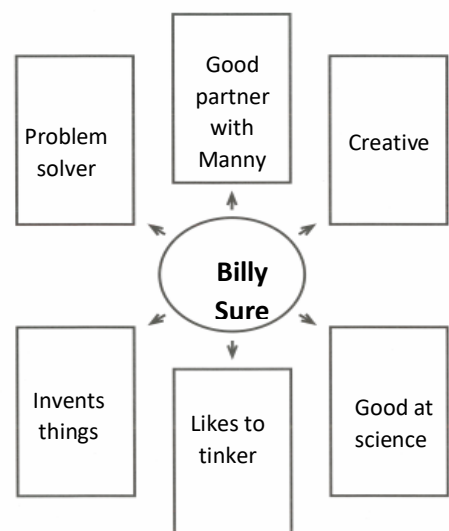 Good
partner
with
Manny
Problem
solver
Creative
Billy
Sure
Invents
things
Likes to
tinker
Good at
science